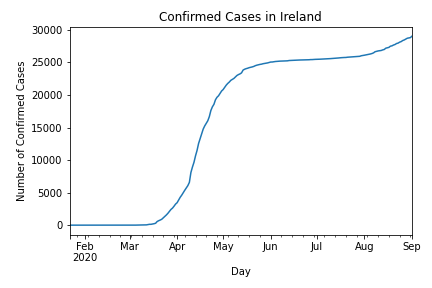 Confirmed Cases in Ireland
Number of Confirmed Cases
30000
25000
20000
15000
10000
5000
0
Feb Mar Apr May Jun Jul Aug Sep
2020
Day